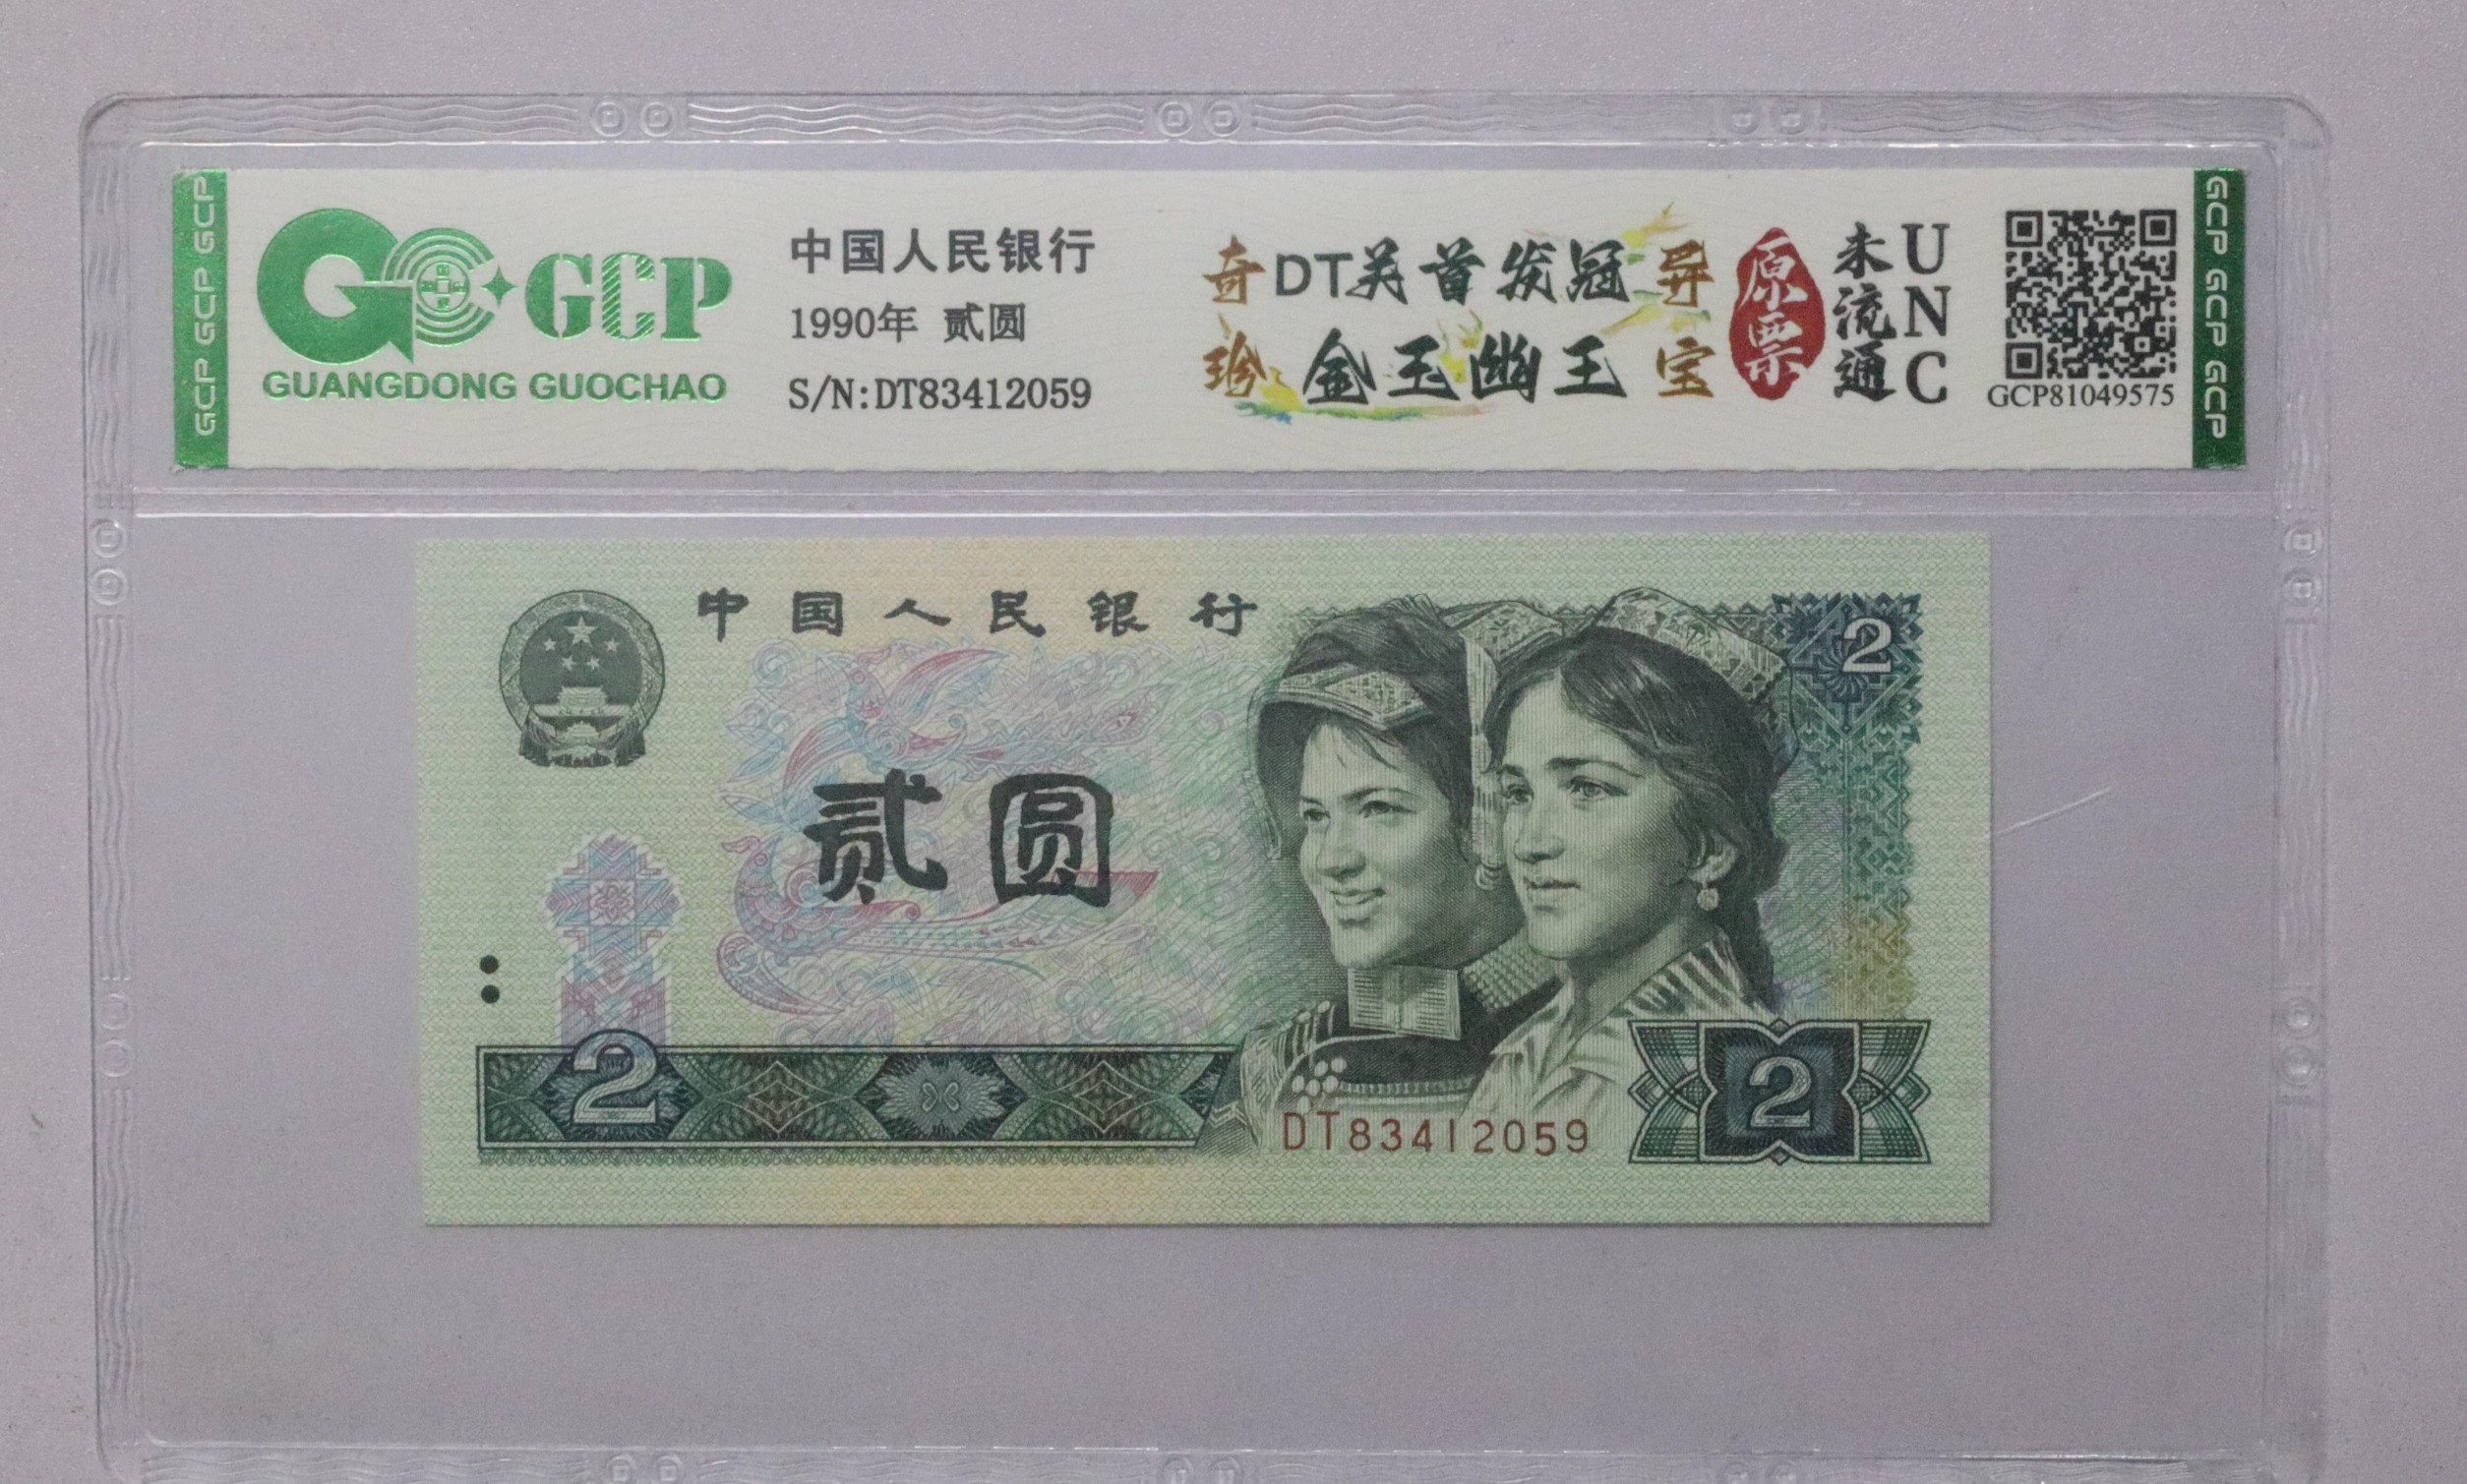 GCP GCP GCP
GCP
GUANGDONG GUOCHAO
中国人民银行
1990年 贰圆
S/N:DT83412059
奇 DT关首发冠 异
珍 金玉幽王 宝
原票
未流通
UNC
GCP81049575
GCP GCP GCP
中国人民银行
2
贰圆
2
2
DT83412059